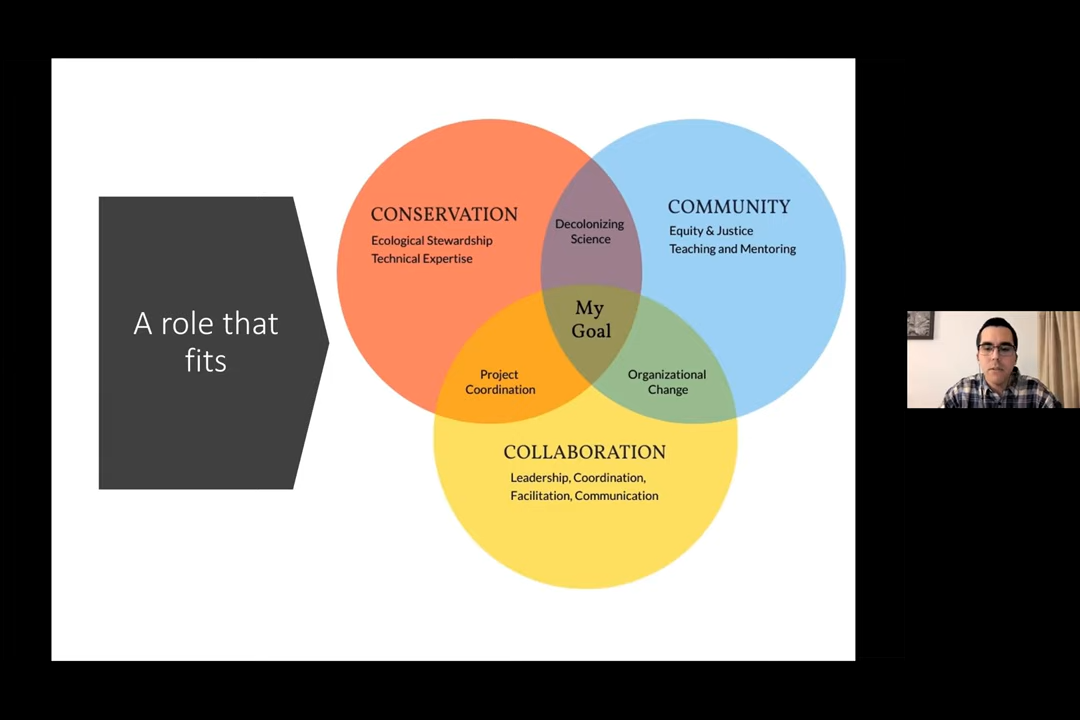 A role that
fits
CONSERVATION
Ecological Stewardship
Technical Expertise
Decolonizing
Science
COMMUNITY
Equity & Justice
Teaching and Mentoring
My
Goal
Project
Coordination
Organizational
Change
COLLABORATION
Leadership, Coordination,
Facilitation, Communication